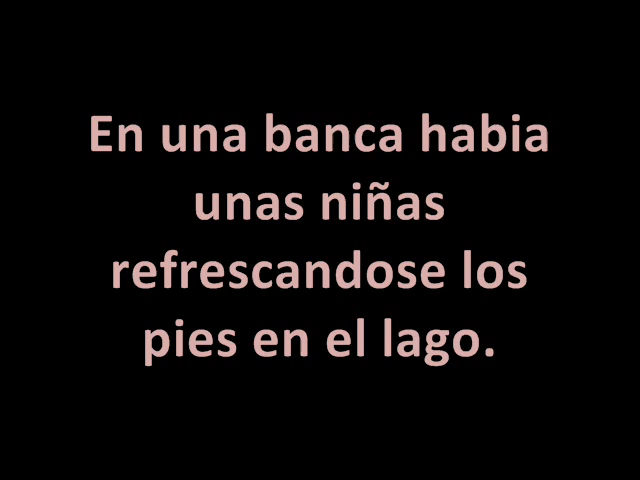 En una banca habia
unas niñas
refrescandose los
pies en el lago.